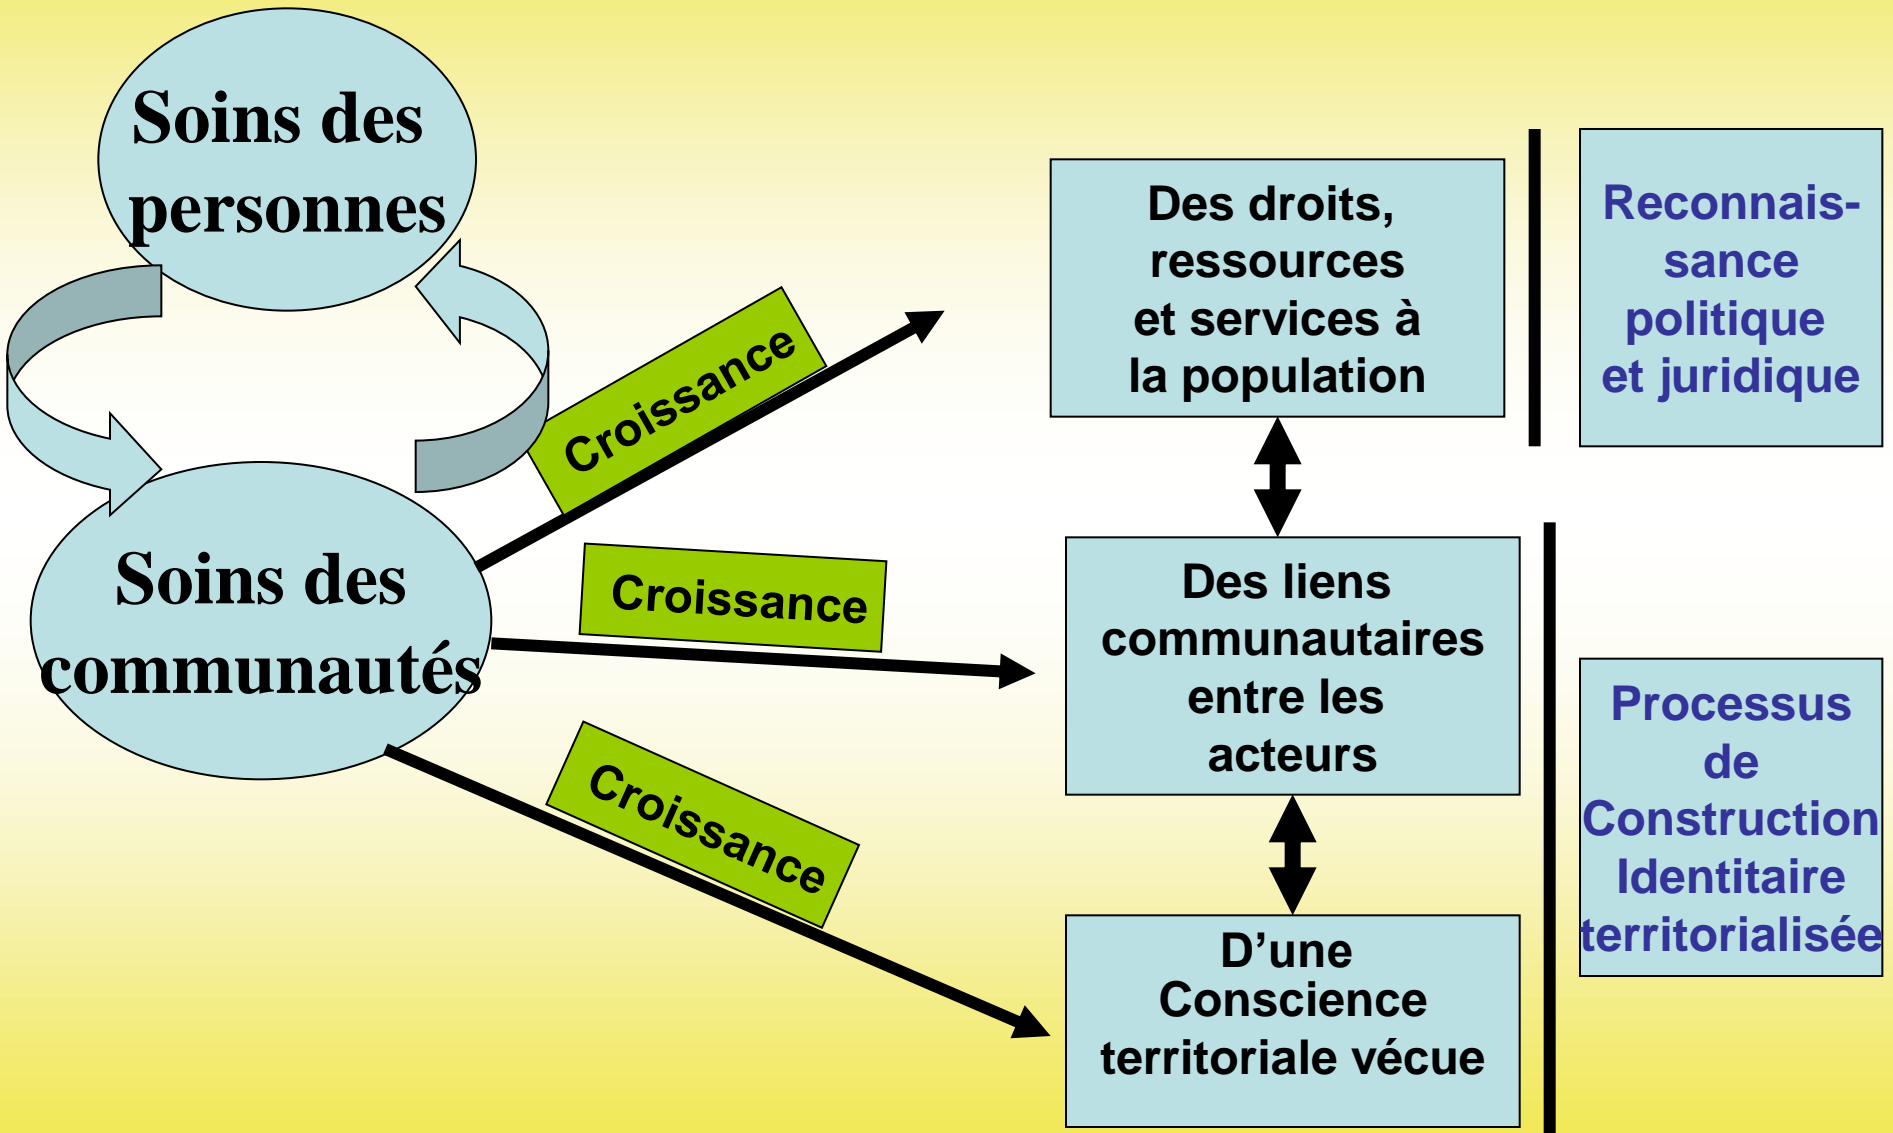 Soins des
personnes
Soins des
communautés
Croissance
Croissance
Croissance
Des droits,
ressources
et services à
la population
Des liens
communautaires
entre les
acteurs
D’une
Conscience
territoriale vécue
Reconnais-
sance
politique
et juridique
Processus
de
Construction
Identitaire
territorialisée